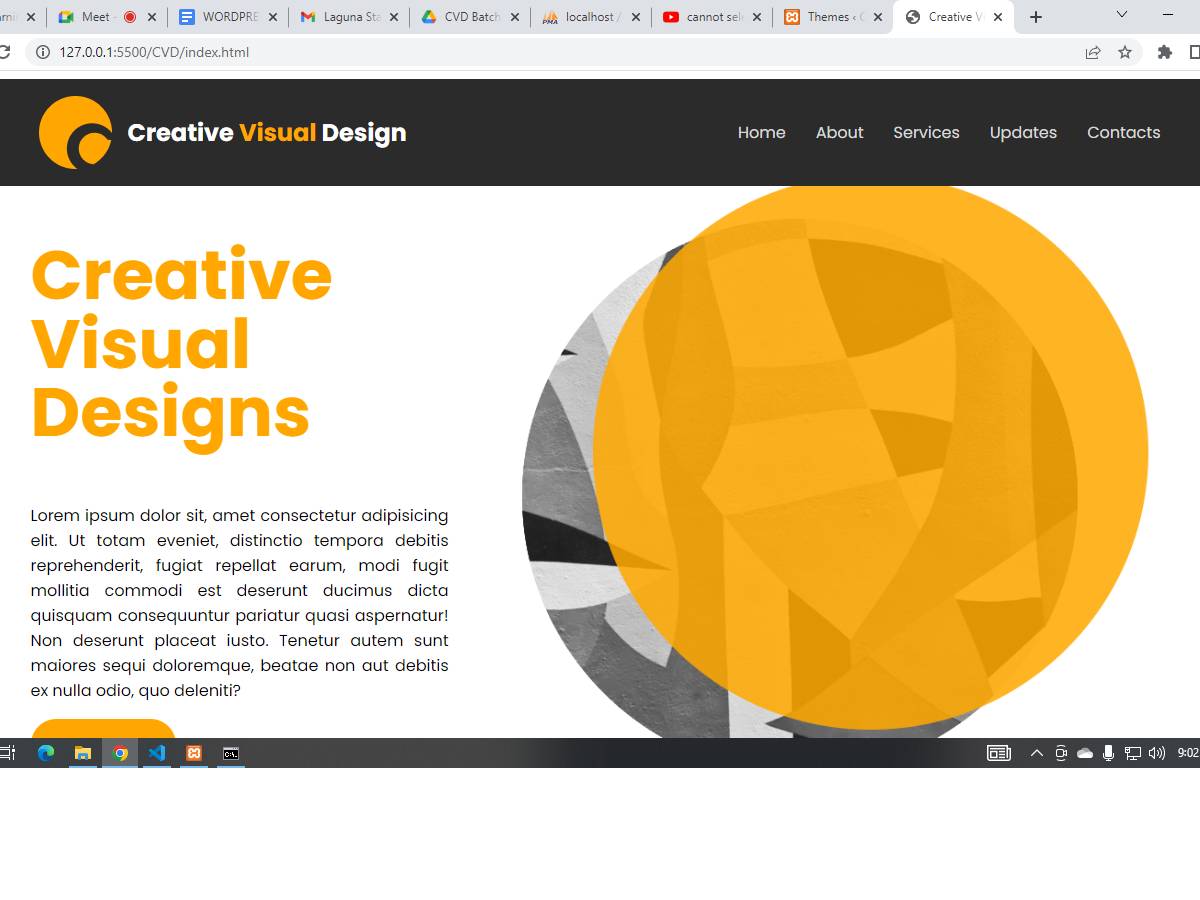 Meet
WORDPRE
Laguna Sta
CVD Batch
localhost /
cannot sele
Themes ‹
Creative V
127.0.0.1:5500/CVD/index.html
Creative Visual Design
Home
About
Services
Updates
Contacts
Creative
Visual
Designs
Lorem ipsum dolor sit, amet consectetur adipisicing
elit. Ut totam eveniet, distinctio tempora debitis
reprehenderit, fugiat repellat earum, modi fugit
mollitia commodi est deserunt ducimus dicta
quisquam consequuntur pariatur quasi aspernatur!
Non deserunt placeat iusto. Tenetur autem sunt
maiores sequi doloremque, beatae non aut debitis
ex nulla odio, quo deleniti?
9:02